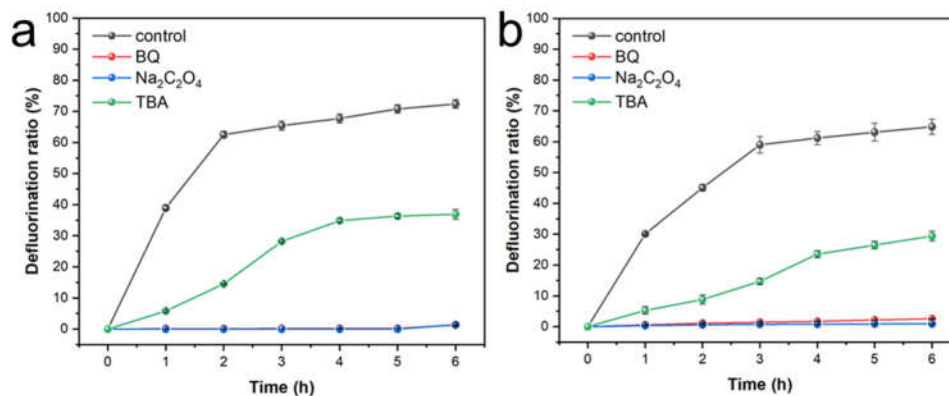 a
control
BQ
Na₂C₂O₄
TBA
Defluorination ratio (%)
100
90
80
70
60
50
40
30
20
10
0
0 1 2 3 4 5 6
Time (h)
b
control
BQ
Na₂C₂O₄
TBA
Defluorination ratio (%)
100
90
80
70
60
50
40
30
20
10
0
0 1 2 3 4 5 6
Time (h)